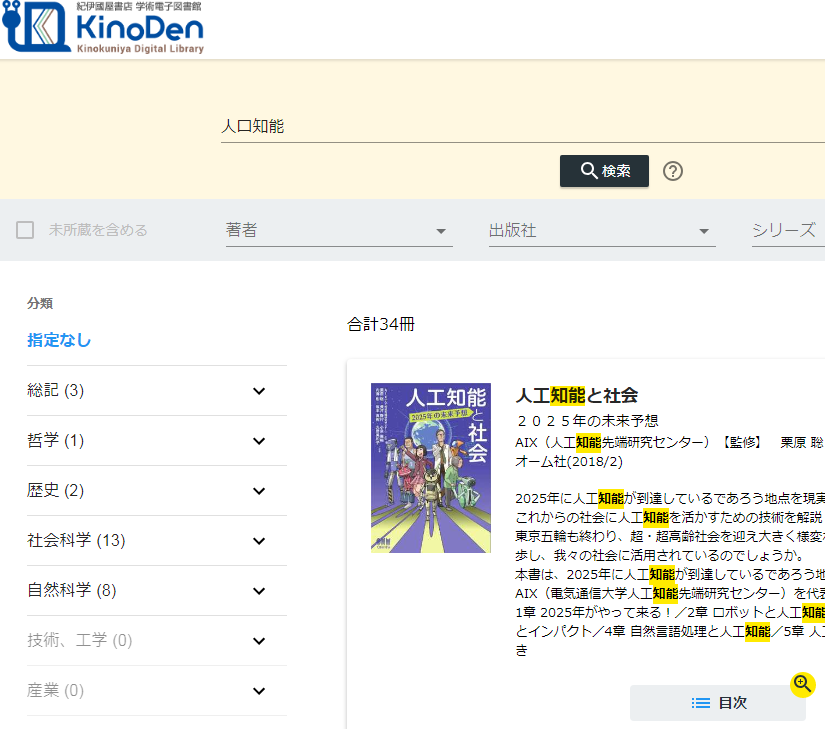 紀伊國屋書店 学術電子図書館
KinoDen
Kinokuniya Digital Library
人口知能
検索
未所蔵を含める
著者
出版社
シリーズ
分類
指定なし
総記 (3)
哲学 (1)
歴史 (2)
社会科学 (13)
自然科学 (8)
技術、工学 (0)
産業 (0)
合計34冊
人工知能と社会
2025年の未来予想
人工知能と社会
２０２５年の未来予想
AIX（人工知能先端研究センター）【監修】 栗原 聡
オーム社(2018/2)
2025年に人工知能が到達しているであろう地点を現実
これからの社会に人工知能を活かすための技術を解説
東京五輪も終わり、超・超高齢社会を迎え大きく様変
歩し、我々の社会に活用されているのでしょうか。
本書は、2025年に人工知能が到達しているであろう地
AIX（電気通信大学人工知能先端研究センター）を代表
1章 2025年がやって来る！／2章 ロボットと人工知能
とインパクト／4章 自然言語処理と人工知能／5章 人工
き
目次